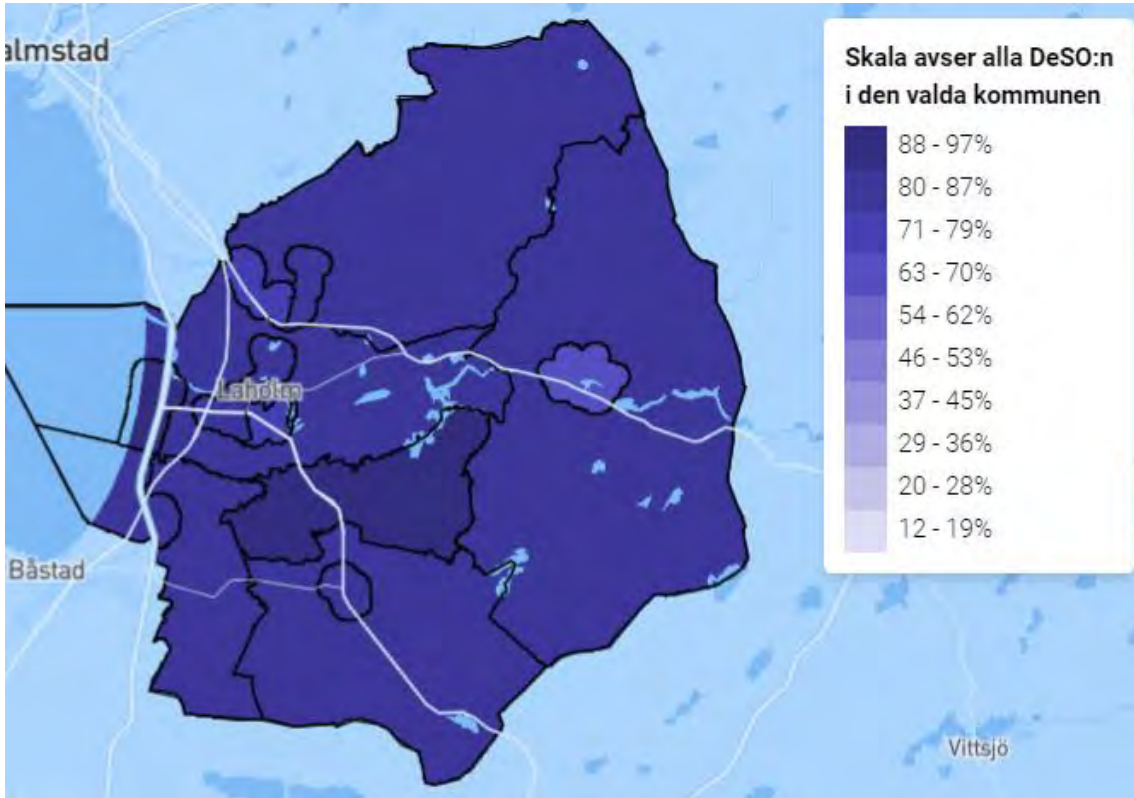 almstad
Skala avser alla DeSO:n
i den valda kommunen
88 - 97%
80 - 87%
71 - 79%
63 - 70%
54 - 62%
46 - 53%
37 - 45%
29 - 36%
20 - 28%
12 - 19%
Laholm
Båstad
Vittsjö